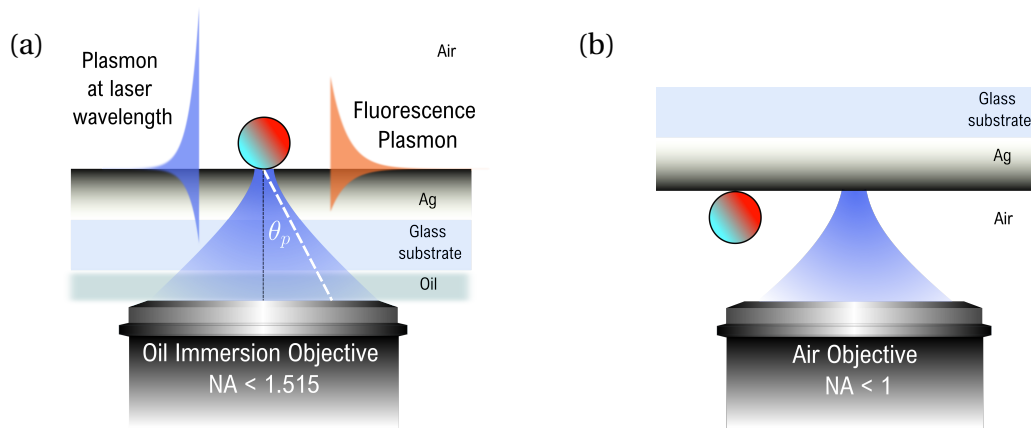 (a)
Plasmon
at laser
wavelength
Air
Fluorescence
Plasmon
Ag
θp
Glass
substrate
Oil
Oil Immersion Objective
NA < 1.515
(b)
Glass
substrate
Ag
Air
Air Objective
NA < 1